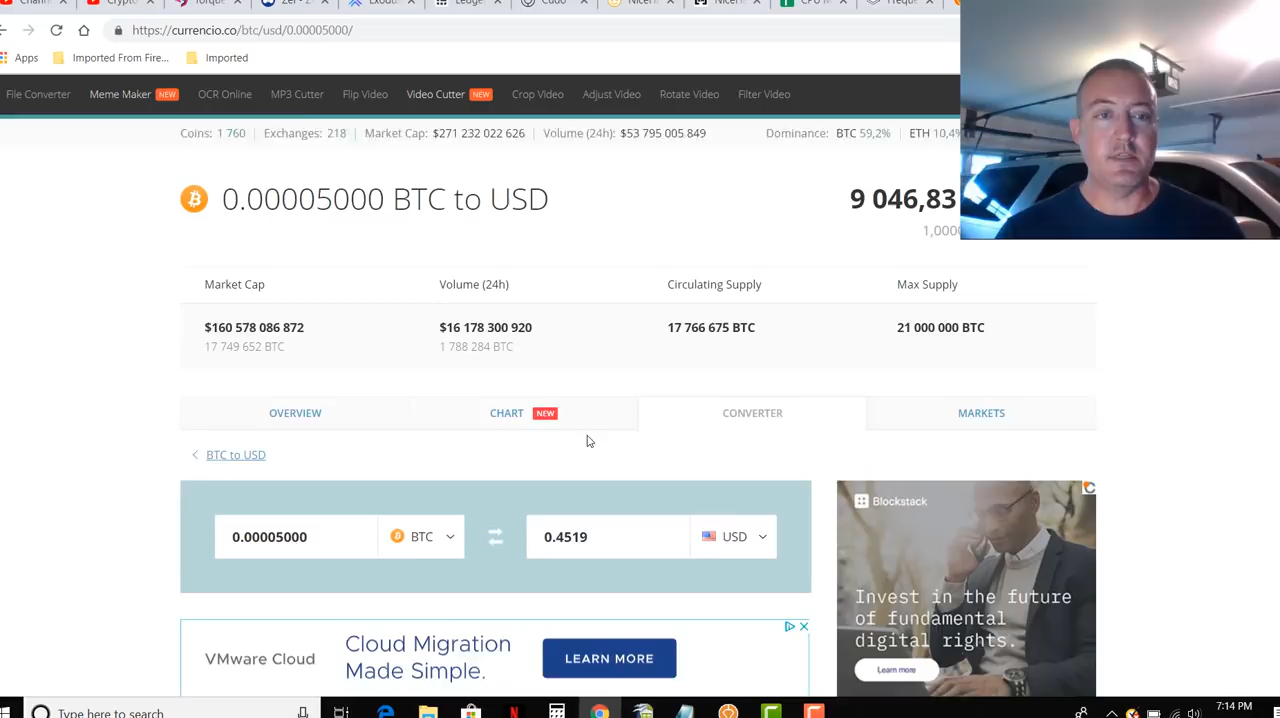 https://currencio.co/btc/usd/0.00005000/
Apps
Imported From Fire...
Imported
File Converter
Meme Maker NEW
OCR Online
MP3 Cutter
Flip Video
Video Cutter NEW
Crop Video
Adjust Video
Rotate Video
Filter Video
Coins: 1 760
Exchanges: 218
Market Cap: $271 232 022 626
Volume (24h): $53 795 005 849
Dominance: BTC 59,2%
ETH 10,4%
0.00005000 BTC to USD
9 046,83
1,0000
Market Cap
Volume (24h)
Circulating Supply
Max Supply
$160 578 086 872
$16 178 300 920
17 766 675 BTC
21 000 000 BTC
17 749 652 BTC
1 788 284 BTC
OVERVIEW
CHART NEW
CONVERTER
MARKETS
BTC to USD
0.00005000
BTC
0.4519
USD
Blockstack
Invest in the future
of fundamental
digital rights.
Learn more
VMware Cloud
Cloud Migration
Made Simple.
LEARN MORE
Type here to search
7:14 PM